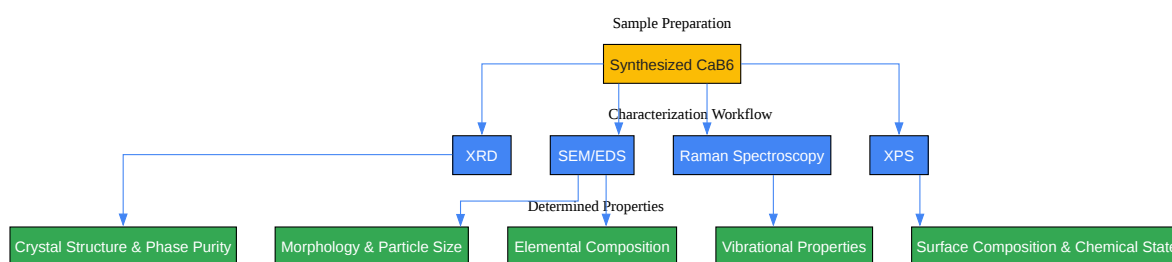 Sample Preparation
Synthesized CaB6
Characterization Workflow
XRD
SEM/EDS
Raman Spectroscopy
XPS
Determined Properties
Crystal Structure & Phase Purity
Morphology & Particle Size
Elemental Composition
Vibrational Properties
Surface Composition & Chemical State